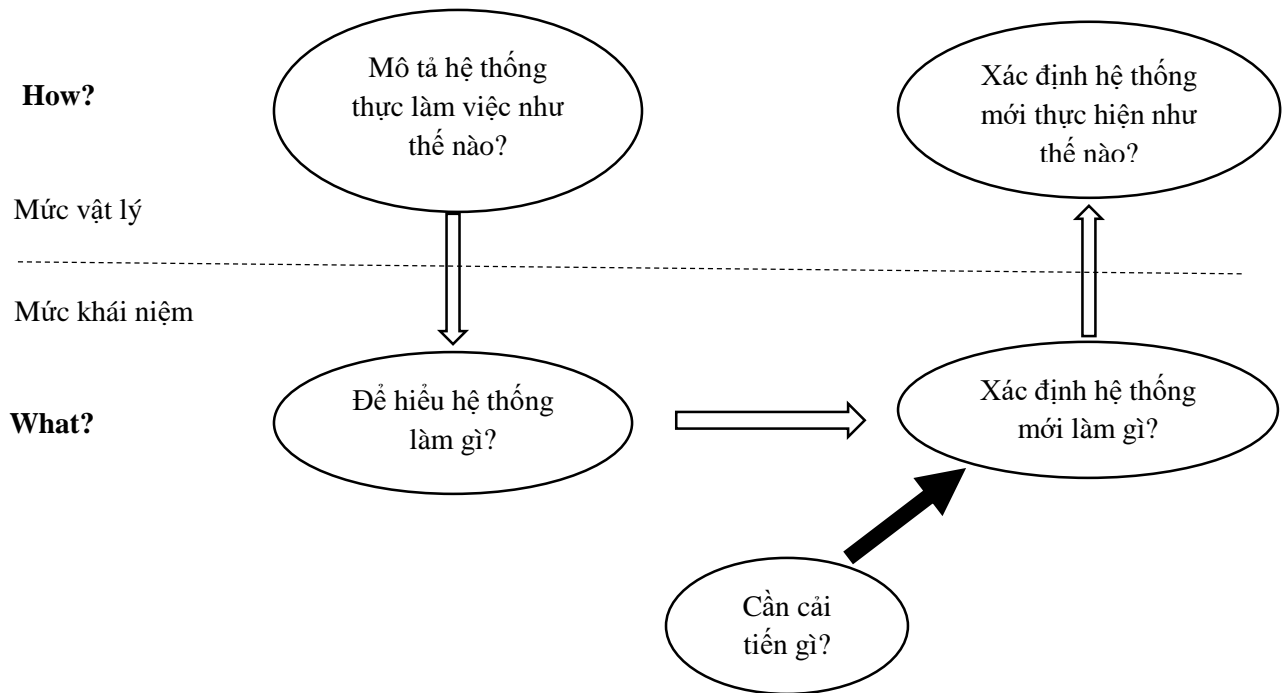 How?
Mô tả hệ thống
thực làm việc như
thế nào?
Xác định hệ thống
mới thực hiện như
thế nào?
Mức vật lý
Mức khái niệm
What?
Để hiểu hệ thống
làm gì?
Xác định hệ thống
mới làm gì?
Cần cải
tiến gì?